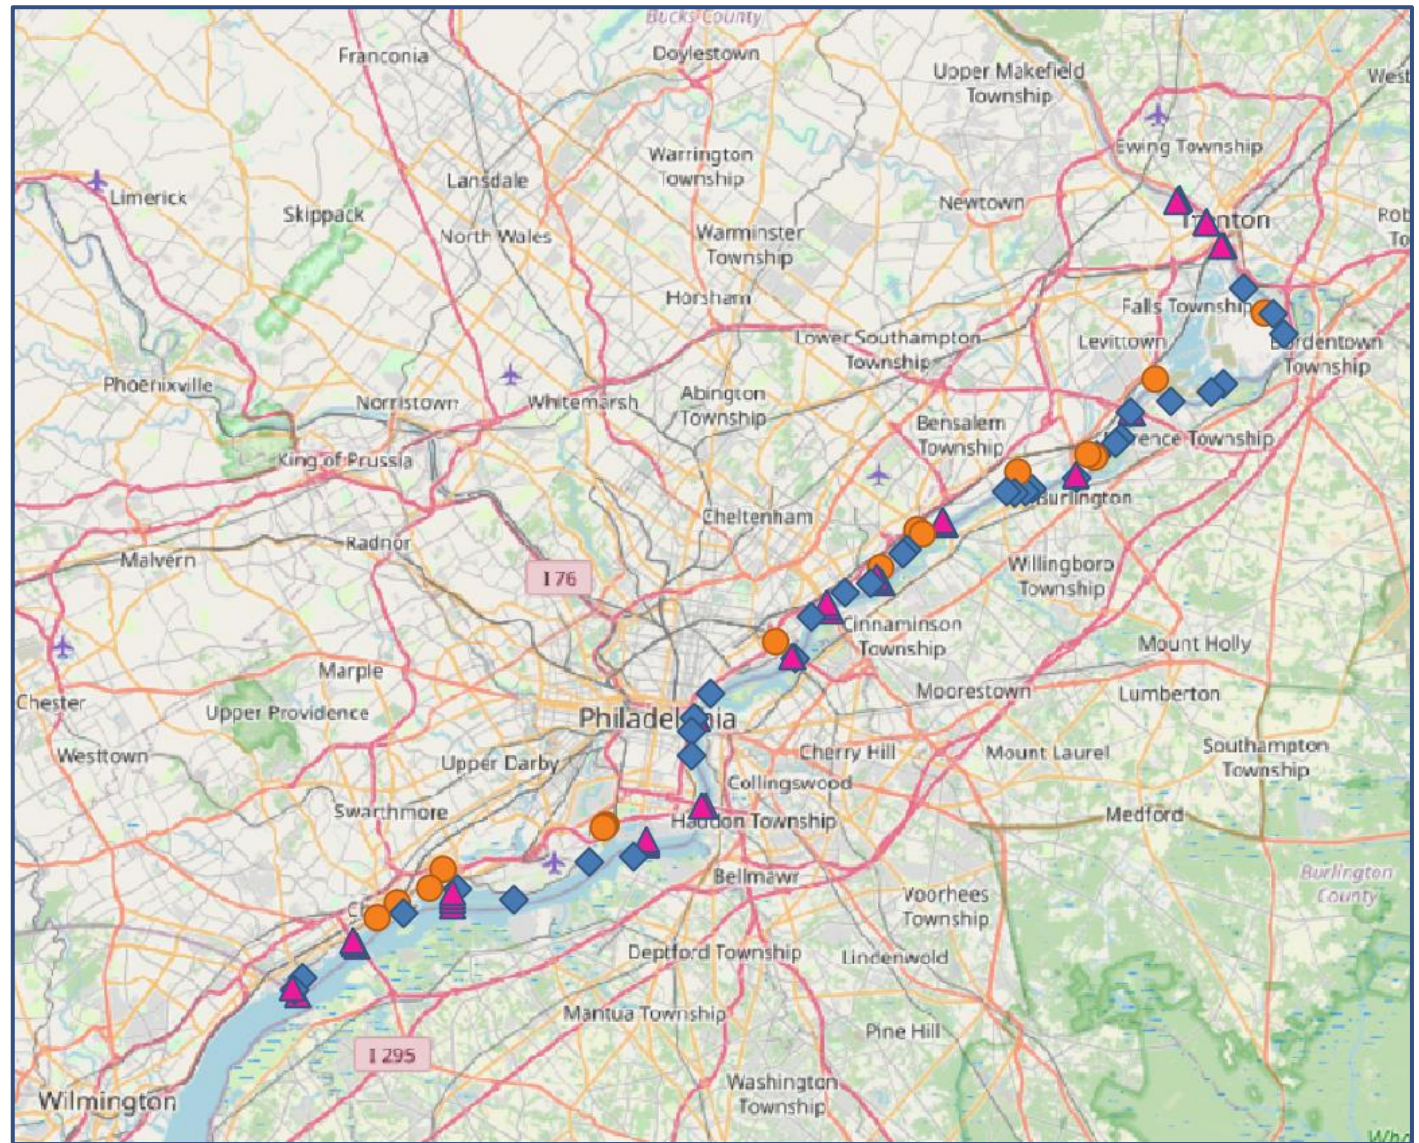 Bucks County
Franconia
Doylestown
Upper Makefield
Township
West
Ewing Township
Warrington
Township
Limerick
Lansdale
Skippack
Newtown
Trenton
North Wales
Warminster
Township
Horsham
Falls Township
Lower Southampton
Township
Levittown
Bordentown
Township
Phoenixville
Norristown
Whitemarsh
Abington
Township
Bensalem
Township
rence Township
King of Prussia
Burlington
Cheltenham
Radnor
Malvern
I 76
Willingboro
Township
Cinnaminson
Township
Mount Holly
Marple
Chester
Upper Providence
Moorestown
Lumberton
Philadelphia
Westtown
Upper Darby
Cherry Hill
Mount Laurel
Southampton
Township
Collingswood
Swarthmore
Haddon Township
Medford
Bellmawr
Burlington
County
Voorhees
Township
Deptford Township
Lindenwold
Mantua Township
Pine Hill
I 295
Washington
Township
Wilmington